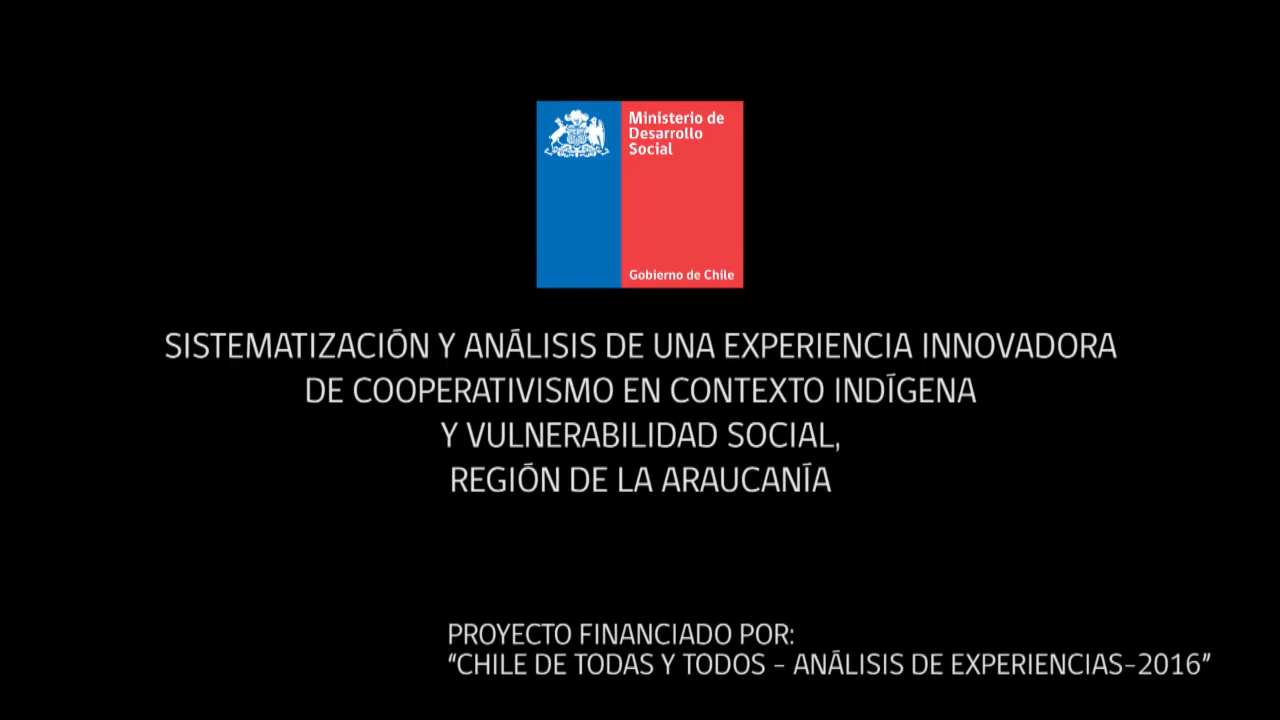 Ministerio de
Desarrollo
Social
Gobierno de Chile
SISTEMATIZACIÓN Y ANÁLISIS DE UNA EXPERIENCIA INNOVADORA
DE COOPERATIVISMO EN CONTEXTO INDÍGENA
Y VULNERABILIDAD SOCIAL,
REGIÓN DE LA ARAUCANÍA
PROYECTO FINANCIADO POR:
“CHILE DE TODAS Y TODOS - ANÁLISIS DE EXPERIENCIAS-2016”